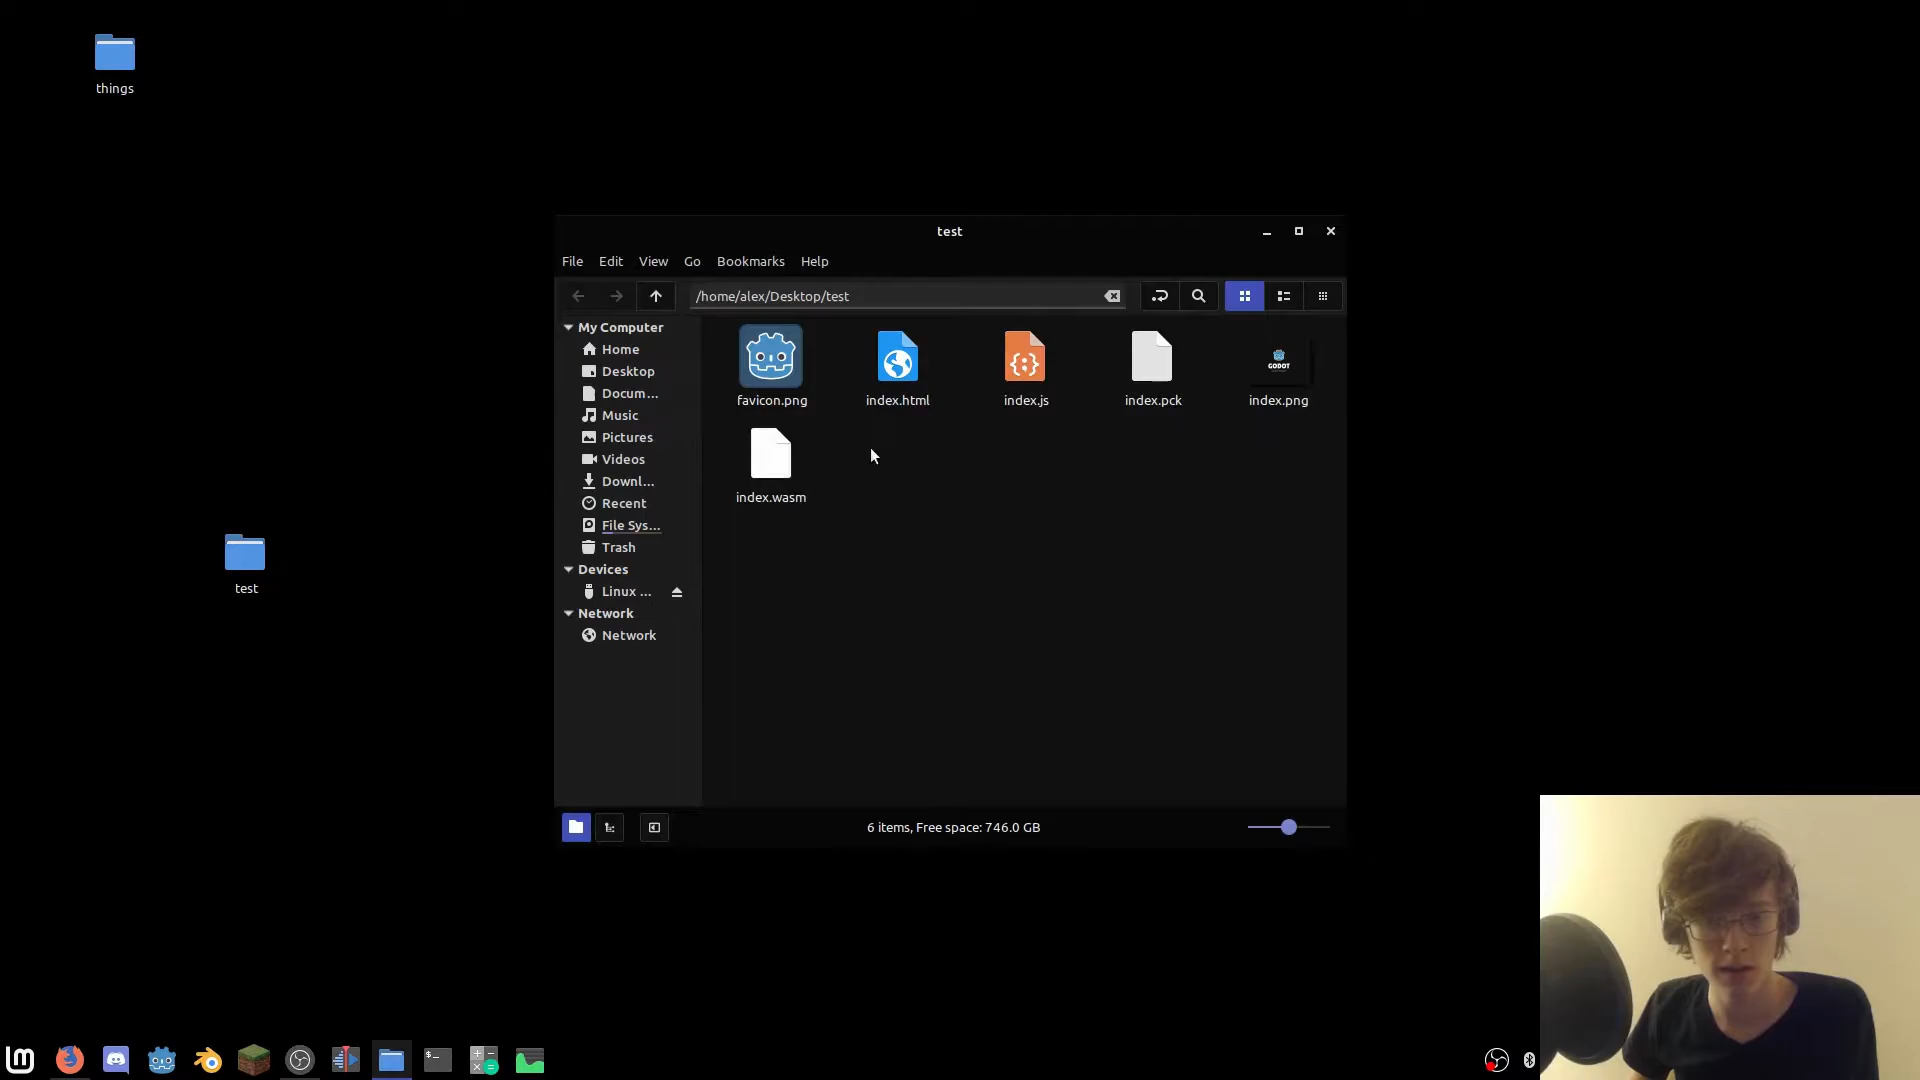 things
test
test
File Edit View Go Bookmarks Help
/home/alex/Desktop/test
My Computer
Home
Desktop
Docum...
Music
Pictures
Videos
Downl...
Recent
File Sys...
Trash
Devices
Linux ...
Network
Network
favicon.png
index.html
index.js
index.pck
GODOT
index.png
index.wasm
6 items, Free space: 746.0 GB